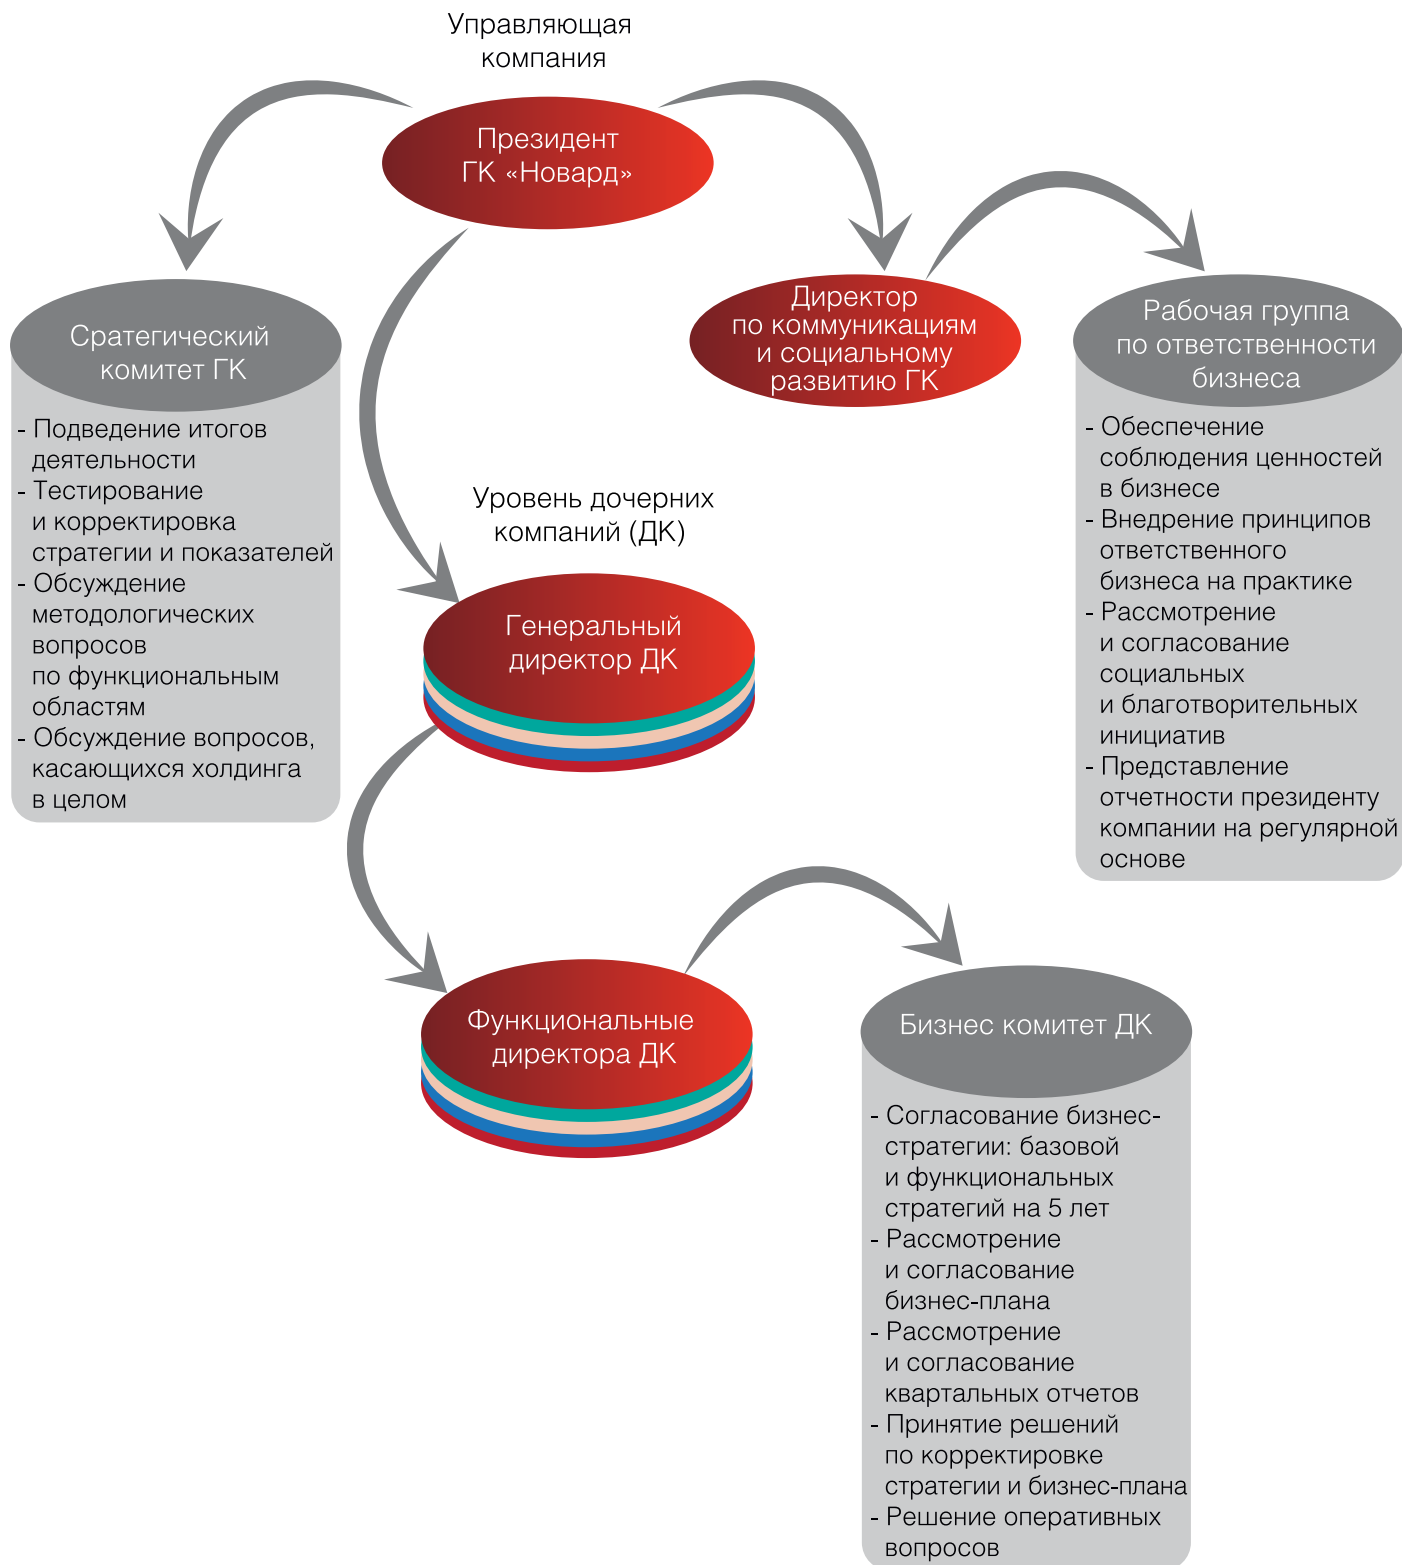 Управляющая
компания
Президент
ГК «Новард»
Сратегический
комитет ГК
- Подведение итогов
деятельности
- Тестирование
и корректировка
стратегии и показателей
- Обсуждение
методологических
вопросов
по функциональным
областям
- Обсуждение вопросов,
касающихся холдинга
в целом
Директор
по коммуникациям
и социальному
развитию ГК
Рабочая группа
по ответственности
бизнеса
- Обеспечение
соблюдения ценностей
в бизнесе
- Внедрение принципов
ответственного
бизнеса на практике
- Рассмотрение
и согласование
социальных
и благотворительных
инициатив
- Представление
отчетности президенту
компании на регулярной
основе
Уровень дочерних
компаний (ДК)
Генеральный
директор ДК
Функциональные
директора ДК
Бизнес комитет ДК
- Согласование бизнес-
стратегии: базовой
и функциональных
стратегий на 5 лет
- Рассмотрение
и согласование
бизнес-плана
- Рассмотрение
и согласование
квартальных отчетов
- Принятие решений
по корректировке
стратегии и бизнес-плана
- Решение оперативных
вопросов